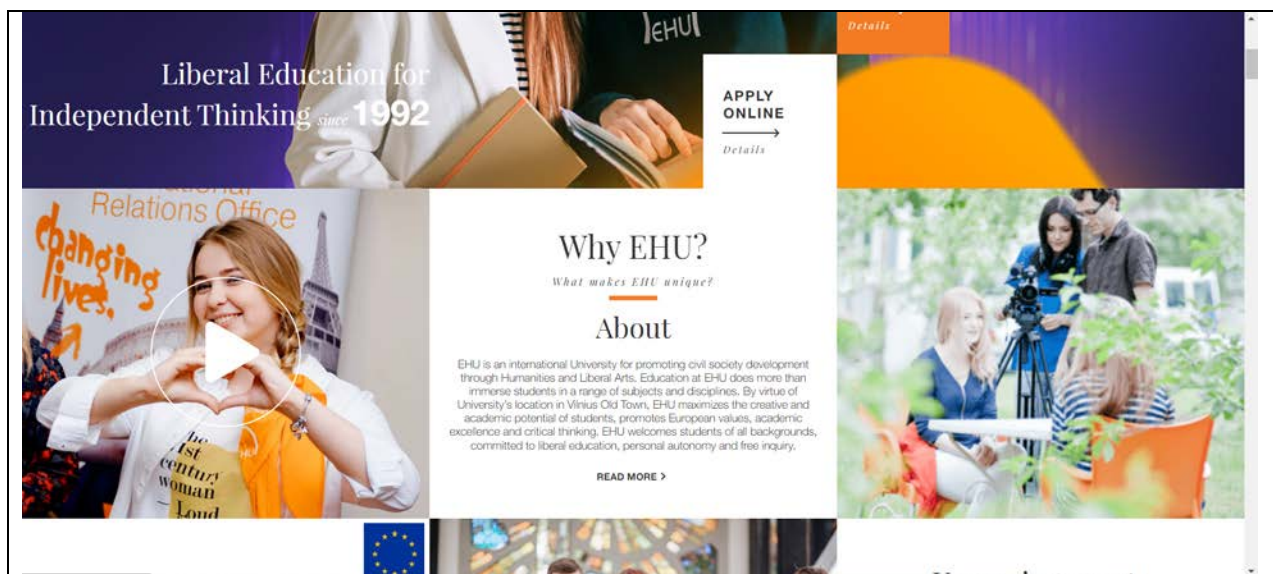 EHU
Details
Liberal Education for
Independent Thinking since 1992
APPLY
ONLINE
Details
Relations Office
changing
lives.
Why EHU?
What makes EHU unique?
About
EHU is an international University for promoting civil society development
through Humanities and Liberal Arts. Education at EHU does more than
immerse students in a range of subjects and disciplines. By virtue of
University's location in Vilnius Old Town, EHU maximizes the creative and
academic potential of students, promotes European values, academic
excellence and critical thinking. EHU welcomes students of all backgrounds,
committed to liberal education, personal autonomy and free inquiry.
READ MORE >
century
woman
Loud